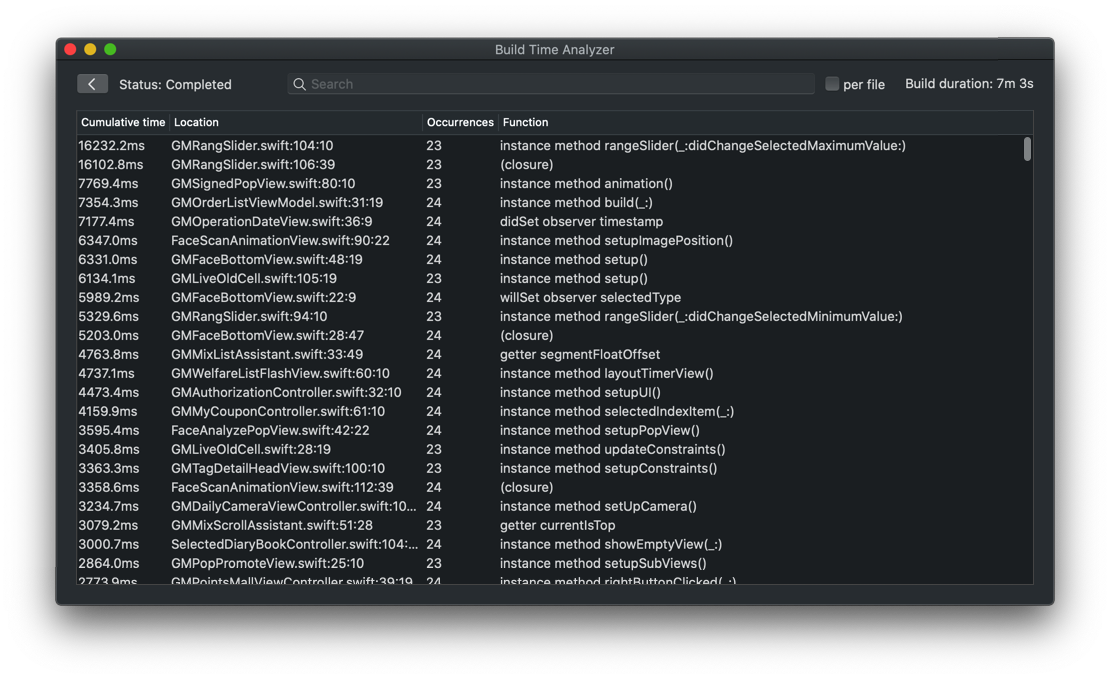 Build Time Analyzer
Status: Completed
Search
per file
Build duration: 7m 3s
Cumulative time Location Occurrences Function
16232.2ms GMRangSlider.swift:104:10 23 instance method rangeSlider(_:didChangeSelectedMaximumValue:)
16102.8ms GMRangSlider.swift:106:39 23 (closure)
7769.4ms GMSignedPopView.swift:80:10 23 instance method animation()
7354.3ms GMOrderListViewModel.swift:31:19 24 instance method build(_:)
7177.4ms GMOperationDateView.swift:36:9 24 didSet observer timestamp
6347.0ms FaceScanAnimationView.swift:90:22 24 instance method setupImagePosition()
6331.0ms GMFaceBottomView.swift:48:19 24 instance method setup()
6134.1ms GMLiveOldCell.swift:105:19 23 instance method setup()
5989.2ms GMFaceBottomView.swift:22:9 24 willSet observer selectedType
5329.6ms GMRangSlider.swift:94:10 23 instance method rangeSlider(_:didChangeSelectedMinimumValue:)
5203.0ms GMFaceBottomView.swift:28:47 24 (closure)
4763.8ms GMMixListAssistant.swift:33:49 24 getter segmentFloatOffset
4737.1ms GMWelfareListFlashView.swift:60:10 24 instance method layoutTimerView()
4473.4ms GMAuthorizationController.swift:32:10 24 instance method setupUI()
4159.9ms GMMyCouponController.swift:61:10 24 instance method selectedIndexItem(_:)
3595.4ms FaceAnalyzePopView.swift:42:22 24 instance method setupPopView()
3405.8ms GMLiveOldCell.swift:28:19 23 instance method updateConstraints()
3363.3ms GMTagDetailHeadView.swift:100:10 23 instance method setupConstraints()
3358.6ms FaceScanAnimationView.swift:112:39 24 (closure)
3234.7ms GMDailyCameraViewController.swift:10... 24 instance method setUpCamera()
3079.2ms GMMixScrollAssistant.swift:51:28 23 getter currentIsTop
3000.7ms SelectedDiaryBookController.swift:104:... 24 instance method showEmptyView(_:)
2864.0ms GMPopPromoteView.swift:25:10 23 instance method setupSubViews()
2773.9ms GMPointsMallViewController.swift:39:19 24 instance method rightButtonClicked(_:)